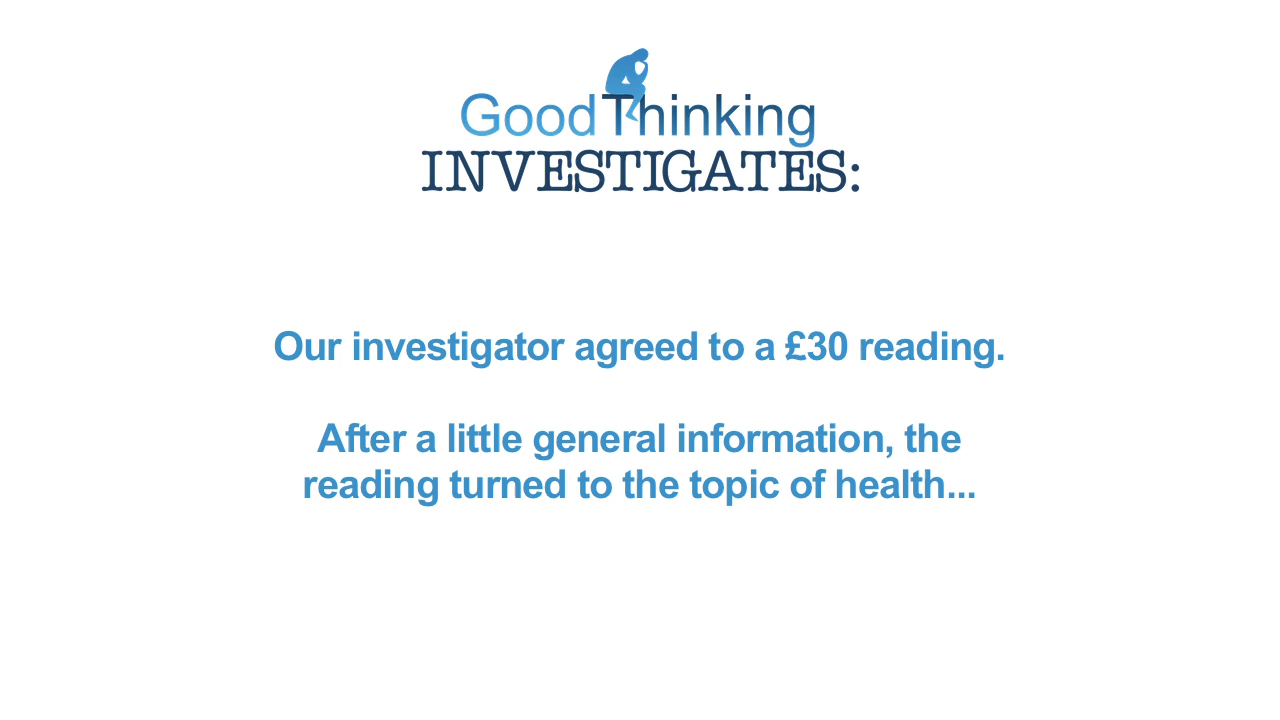 GoodThinking
INVESTIGATES:
Our investigator agreed to a £30 reading.
After a little general information, the
reading turned to the topic of health...